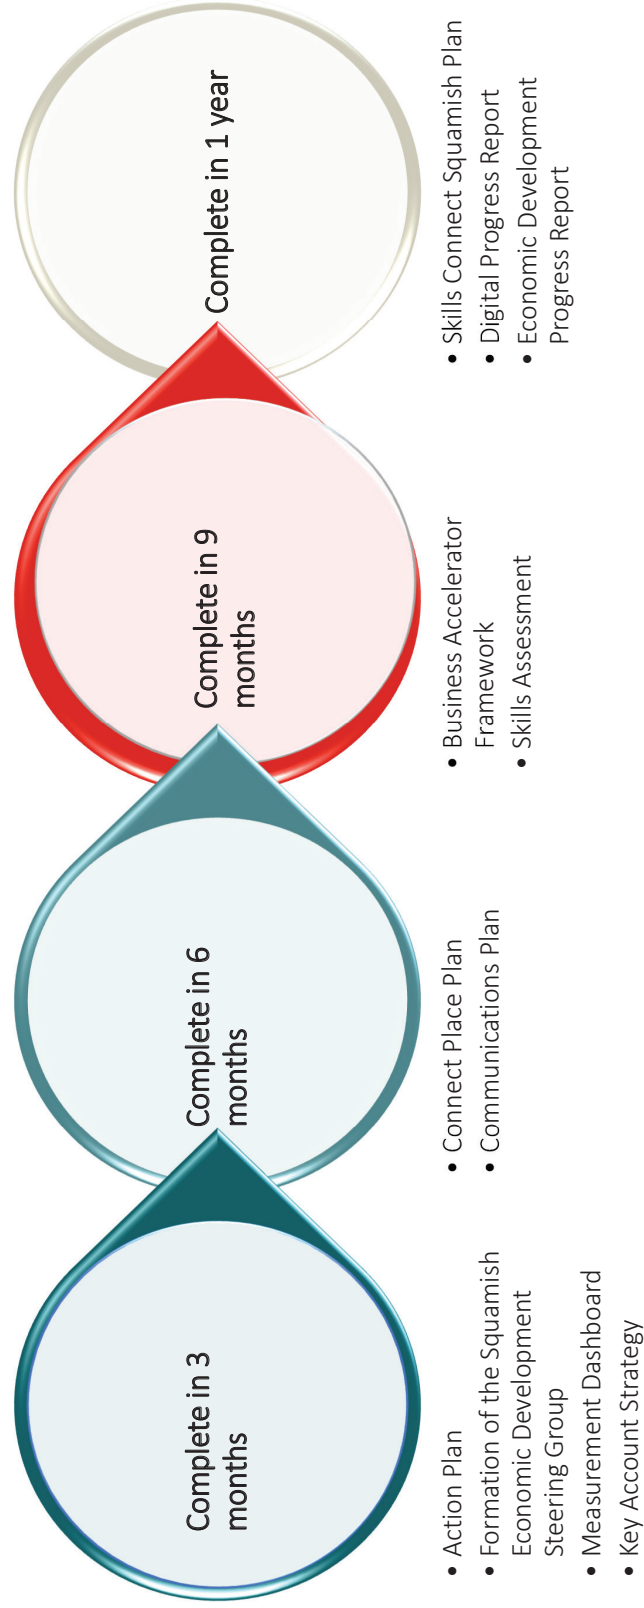 Complete in 3
months
• Action Plan
• Formation of the Squamish
Economic Development
Steering Group
• Measurement Dashboard
• Key Account Strategy
Complete in 6
months
• Connect Place Plan
• Communications Plan
Complete in 9
months
• Business Accelerator
Framework
• Skills Assessment
Complete in 1 year
• Skills Connect Squamish Plan
• Digital Progress Report
• Economic Development
Progress Report